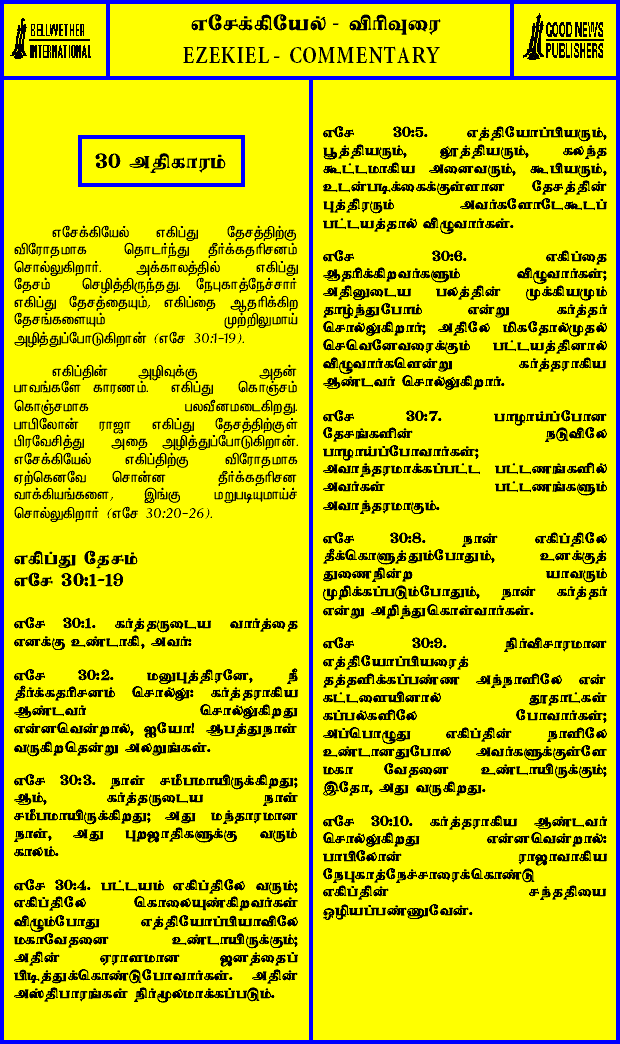 BELLWETHER
INTERNATIONAL
எசேக்கியேல் - விரிவுரை
EZEKIEL - COMMENTARY
GOOD NEWS
PUBLISHERS
30 அதிகாரம்
எசேக்கியேல் எகிப்து தேசத்திற்கு
விரோதமாக தொடர்ந்து தீர்க்கதரிசனம்
சொல்லுகிறார். அக்காலத்தில் எகிப்து
தேசம் செழித்திருந்தது. நேபுகாத்நேச்சார்
எகிப்து தேசத்தையும், எகிப்தை ஆதரிக்கிற
தேசங்களையும் முற்றிலுமாய்
அழித்துப்போடுகிறான் (எசே 30:1-19).
எகிப்தின் அழிவுக்கு அதன்
பாவங்களே காரணம். எகிப்து கொஞ்சம்
கொஞ்சமாக பலவீனமடைகிறது.
பாபிலோன் ராஜா எகிப்து தேசத்திற்குள்
பிரவேசித்து அதை அழித்துப்போடுகிறான்.
எசேக்கியேல் எகிப்திற்கு விரோதமாக
ஏற்கெனவே சொன்ன தீர்க்கதரிசன
வாக்கியங்களை, இங்கு மறுபடியுமாய்ச்
சொல்லுகிறார் (எசே 30:20-26).
எகிப்து தேசம்
எசே 30:1-19
எசே 30:1. கர்த்தருடைய வார்த்தை
எனக்கு உண்டாகி, அவர்:
எசே 30:2. மனுபுத்திரனே, நீ
தீர்க்கதரிசனம் சொல்லு: கர்த்தராகிய
ஆண்டவர் சொல்லுகிறது
என்னவென்றால், ஐயோ! ஆபத்துநாள்
வருகிறதென்று அலறுங்கள்.
எசே 30:3. நாள் சமீபமாயிருக்கிறது;
ஆம், கர்த்தருடைய நாள்
சமீபமாயிருக்கிறது; அது மந்தாரமான
நாள், அது புறஜாதிகளுக்கு வரும்
காலம்.
எசே 30:4. பட்டயம் எகிப்திலே வரும்;
எகிப்திலே கொலையுண்கிறவர்கள்
விழும்போது எத்தியோப்பியாவிலே
மகாவேதனை உண்டாயிருக்கும்;
அதின் ஏராளமான ஜனத்தைப்
பிடித்துக்கொண்டுபோவார்கள். அதின்
அஸ்திபாரங்கள் நிர்மூலமாக்கப்படும்.
எசே 30:5. எத்தியோப்பியரும்,
பூத்தியரும், லூத்தியரும், கலந்த
கூட்டமாகிய அனைவரும், கூபியரும்,
உடன்படிக்கைக்குள்ளான தேசத்தின்
புத்திரரும் அவர்களோடேகூடப்
பட்டயத்தால் விழுவார்கள்.
எசே 30:6. எகிப்தை
ஆதரிக்கிறவர்களும் விழுவார்கள்;
அதினுடைய பலத்தின் முக்கியமும்
தாழ்ந்துபோம் என்று கர்த்தர்
சொல்லுகிறார்; அதிலே மிகதோல்முதல்
செவெனேவரைக்கும் பட்டயத்தினால்
விழுவார்களென்று கர்த்தராகிய
ஆண்டவர் சொல்லுகிறார்.
எசே 30:7. பாழாய்ப்போன
தேசங்களின் நடுவிலே
பாழாய்ப்போவார்கள்;
அவாந்தரமாக்கப்பட்ட பட்டணங்களில்
அவர்கள் பட்டணங்களும்
அவாந்தரமாகும்.
எசே 30:8. நான் எகிப்திலே
தீக்கொளுத்தும்போதும், உனக்குத்
துணைநின்ற யாவரும்
முறிக்கப்படும்போதும், நான் கர்த்தர்
என்று அறிந்துகொள்வார்கள்.
எசே 30:9. நிர்விசாரமான
எத்தியோப்பியரைத்
தத்தளிக்கப்பண்ண அந்நாளிலே என்
கட்டளையினால் தூதாட்கள்
கப்பல்களிலே போவார்கள்;
அப்பொழுது எகிப்தின் நாளிலே
உண்டானதுபோல் அவர்களுக்குள்ளே
மகா வேதனை உண்டாயிருக்கும்;
இதோ, அது வருகிறது.
எசே 30:10. கர்த்தராகிய ஆண்டவர்
சொல்லுகிறது என்னவென்றால்:
பாபிலோன் ராஜாவாகிய
நேபுகாத்நேச்சாரைக்கொண்டு
எகிப்தின் சந்ததியை
ஒழியப்பண்ணுவேன்.